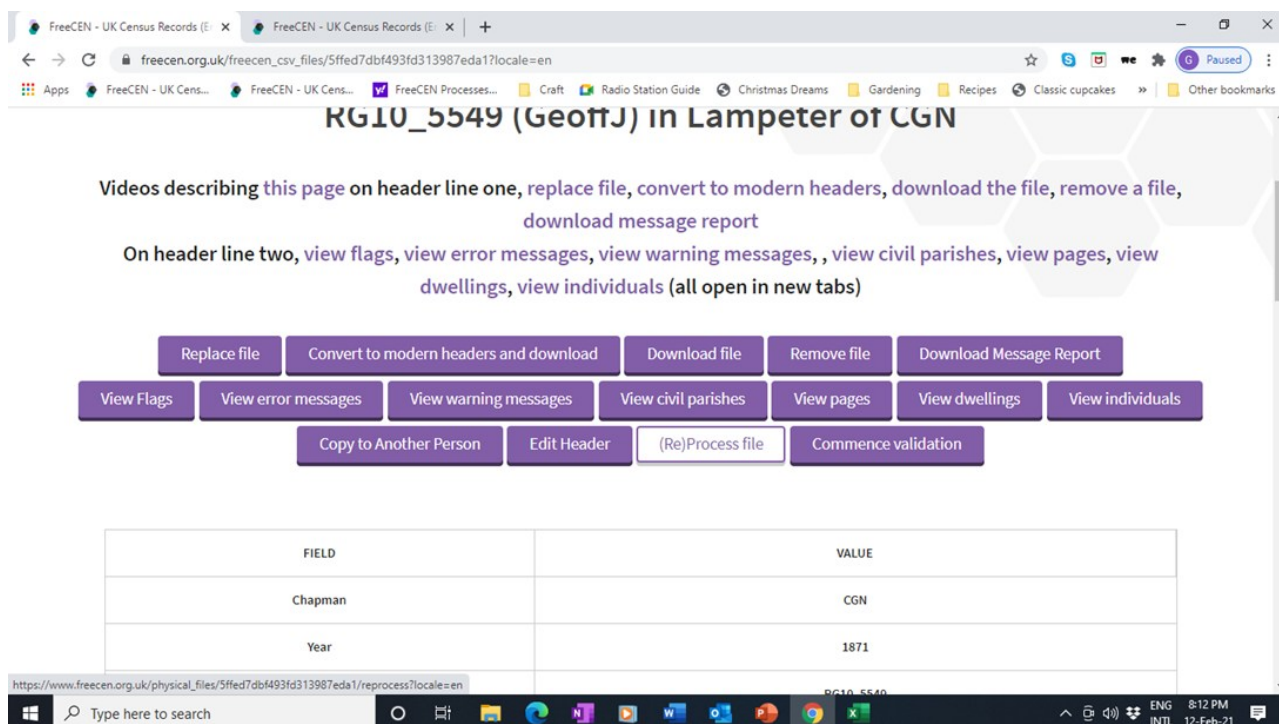 FreeCEN - UK Census Records (E
FreeCEN - UK Census Records (E
freecen.org.uk/freecen_csv_files/5ffed7dbf493fd313987eda1?locale=en
G Paused
Apps FreeCEN - UK Cens... FreeCEN - UK Cens... FreeCEN Processes... Craft Radio Station Guide Christmas Dreams Gardening Recipes Classic cupcakes » Other bookmarks
RG10_5549 (GeoffJ) in Lampeter of CGN
Videos describing this page on header line one, replace file, convert to modern headers, download the file, remove a file,
download message report
On header line two, view flags, view error messages, view warning messages, , view civil parishes, view pages, view
dwellings, view individuals (all open in new tabs)
Replace file Convert to modern headers and download Download file Remove file Download Message Report
View Flags View error messages View warning messages View civil parishes View pages View dwellings View individuals
Copy to Another Person Edit Header (Re)Process file Commence validation
FIELD VALUE
Chapman CGN
Year 1871
RG10_5549
https://www.freecen.org.uk/physical_files/5ffed7dbf493fd313987eda1/reprocess?locale=en
Type here to search
ENG 8:12 PM
INTL 12-Feb-21